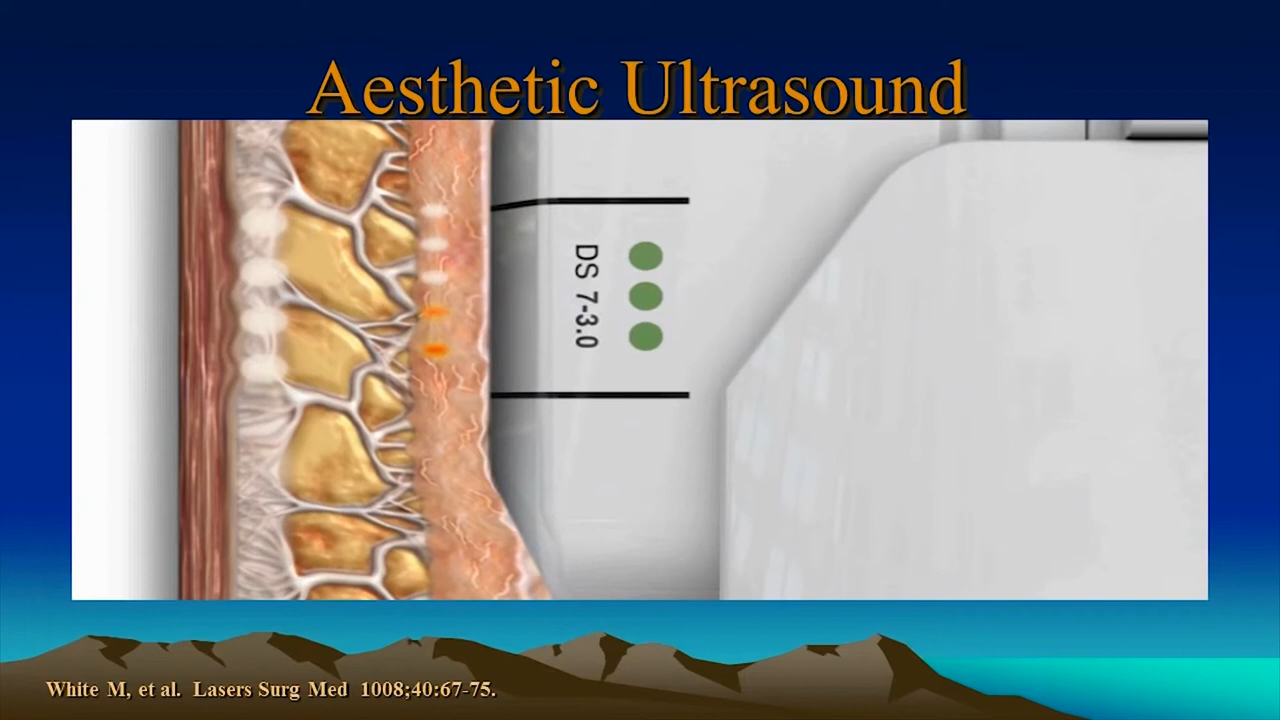 Aesthetic Ultrasound
DS 7-3.0
White M, et al. Lasers Surg Med 1008;40:67-75.